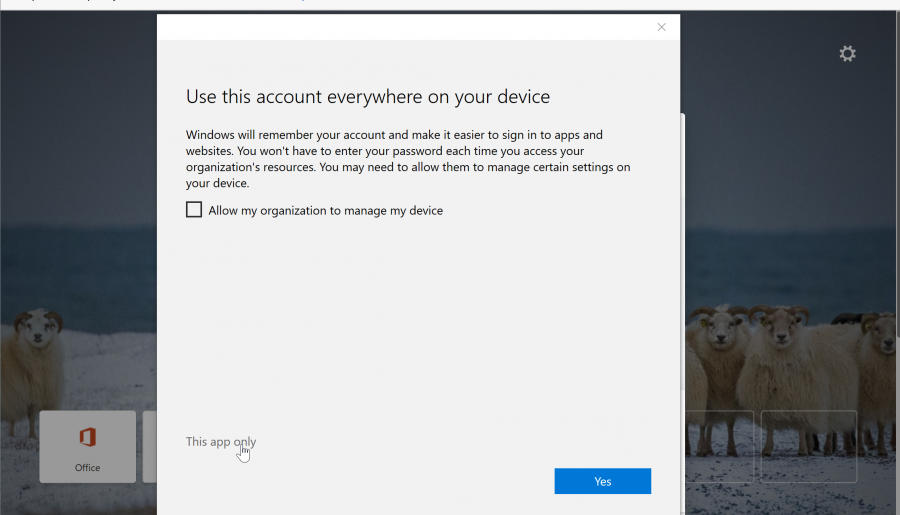 Use this account everywhere on your device
Windows will remember your account and make it easier to sign in to apps and
websites. You won't have to enter your password each time you access your
organization's resources. You may need to allow them to manage certain settings on
your device.
Allow my organization to manage my device
This app only
Yes
Office